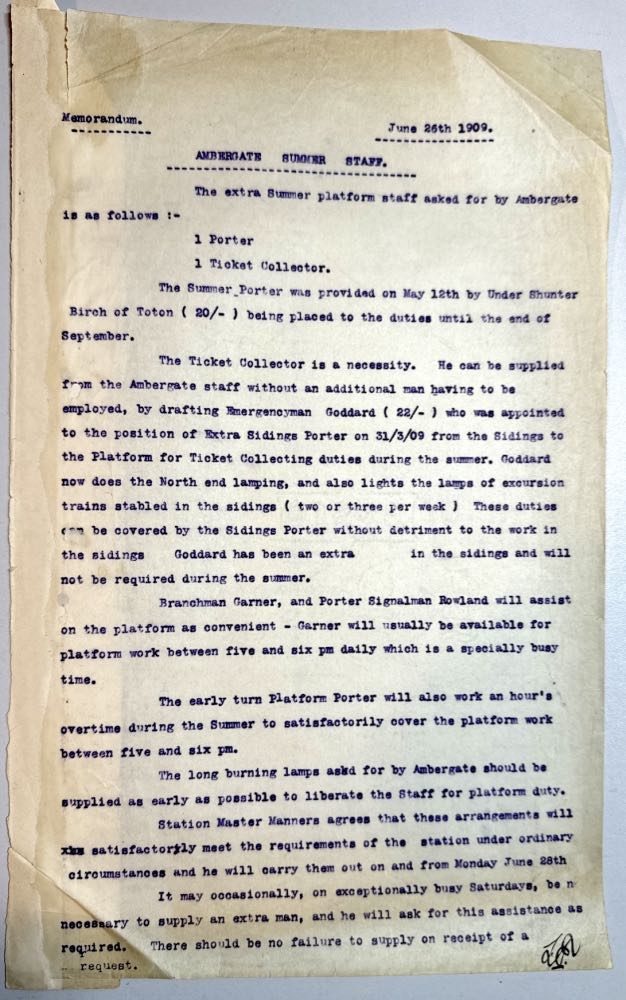 Memorandum.
June 26th 1909.
AMBERGATE SUMMER STAFF.
The extra Summer platform staff asked for by Ambergate
is as follows :-
1 Porter
1 Ticket Collector.
The Summer Porter was provided on May 12th by Under Shunter
Birch of Toton ( 20/- ) being placed to the duties until the end of
September.
The Ticket Collector is a necessity. He can be supplied
from the Ambergate staff without an additional man having to be
employed, by drafting Emergencyman Goddard ( 22/- ) who was appointed
to the position of Extra Sidings Porter on 31/3/09 from the Sidings to
the Platform for Ticket Collecting duties during the summer. Goddard
now does the North end lamping, and also lights the lamps of excursion
trains stabled in the sidings ( two or three per week ) These duties
can be covered by the Sidings Porter without detriment to the work in
the sidings Goddard has been an extra in the sidings and will
not be required during the summer.
Branchman Garner, and Porter Signalman Rowland will assist
on the platform as convenient - Garner will usually be available for
platform work between five and six pm daily which is a specially busy
time.
The early turn Platform Porter will also work an hour's
overtime during the Summer to satisfactorily cover the platform work
between five and six pm.
The long burning lamps askd for by Ambergate should be
supplied as early as possible to liberate the Staff for platform duty.
Station Master Manners agrees that these arrangements will
satisfactorily meet the requirements of the station under ordinary
circumstances and he will carry them out on and from Monday June 28th
It may occasionally, on exceptionally busy Saturdays, be n
necessary to supply an extra man, and he will ask for this assistance as
required. There should be no failure to supply on receipt of a
request.